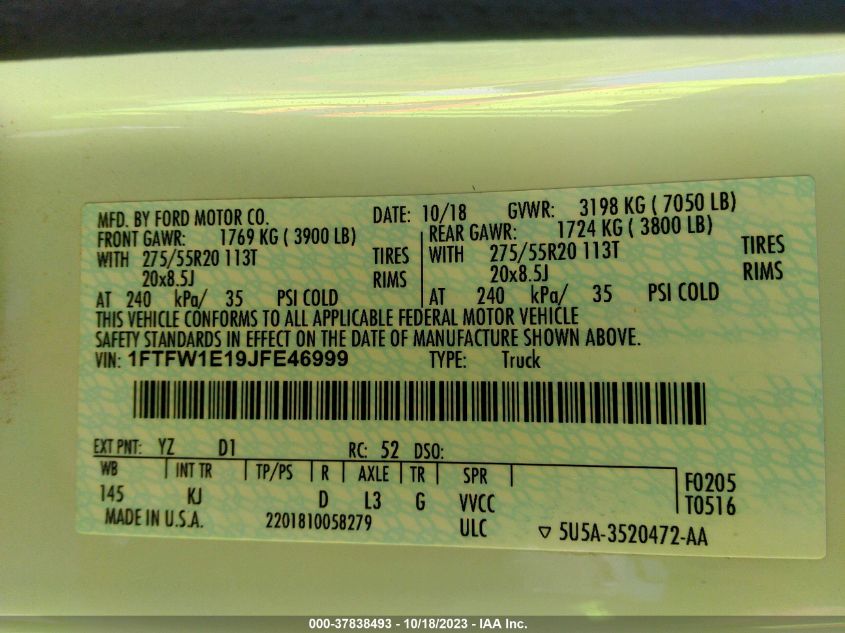 MFD. BY FORD MOTOR CO. DATE: 10/18 GVWR: 3198 KG ( 7050 LB)
FRONT GAWR: 1769 KG ( 3900 LB) REAR GAWR: 1724 KG ( 3800 LB)
WITH 275/55R20 113T TIRES WITH 275/55R20 113T TIRES
20x8.5J RIMS 20x8.5J RIMS
AT 240 kPa/ 35 PSI COLD AT 240 kPa/ 35 PSI COLD
THIS VEHICLE CONFORMS TO ALL APPLICABLE FEDERAL MOTOR VEHICLE
SAFETY STANDARDS IN EFFECT ON THE DATE OF MANUFACTURE SHOWN ABOVE.
VIN: 1FTFW1E19JFE46999 TYPE: Truck
EXT PNT: YZ D1 RC: 52 DSO:
WB INT TR TP/PS R AXLE TR SPR F0205
145 KJ D L3 G VVCC T0516
MADE IN U.S.A. 2201810058279 ULC ▽ 5U5A-3520472-AA
000-37838493 - 10/18/2023 - IAA Inc.